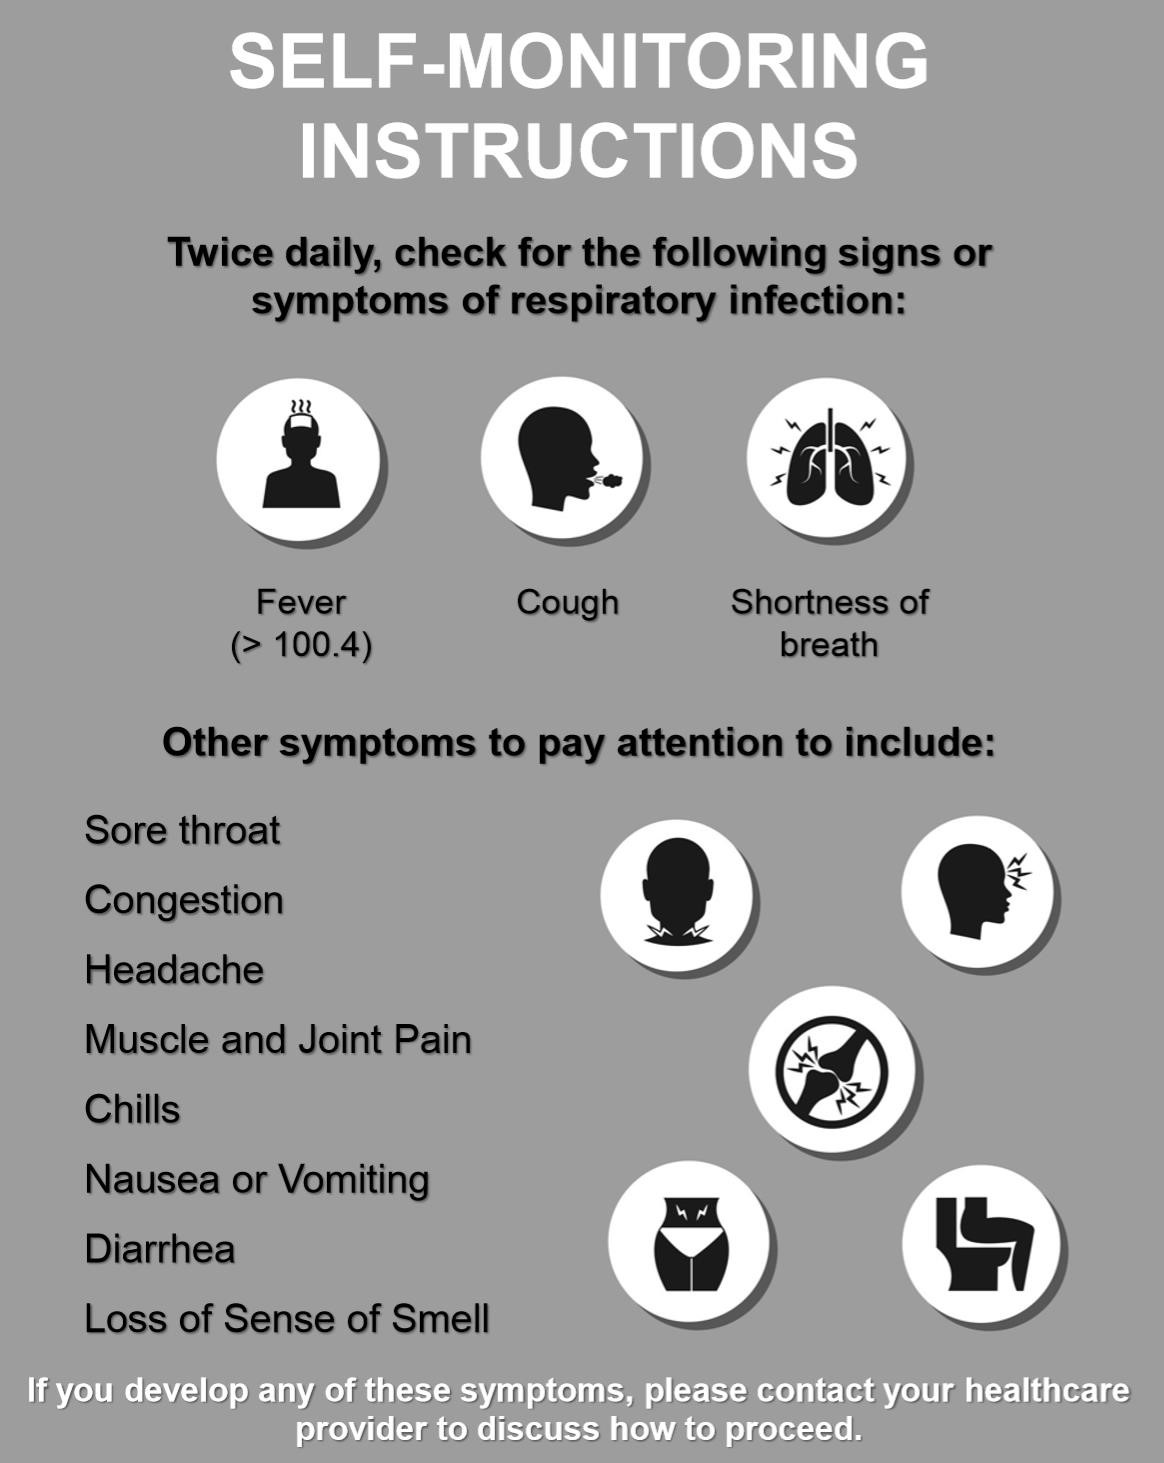 SELF-MONITORING
INSTRUCTIONS
Twice daily, check for the following signs or
symptoms of respiratory infection:
Fever
(> 100.4)
Cough
Shortness of
breath
Other symptoms to pay attention to include:
Sore throat
Congestion
Headache
Muscle and Joint Pain
Chills
Nausea or Vomiting
Diarrhea
Loss of Sense of Smell
If you develop any of these symptoms, please contact your healthcare
provider to discuss how to proceed.